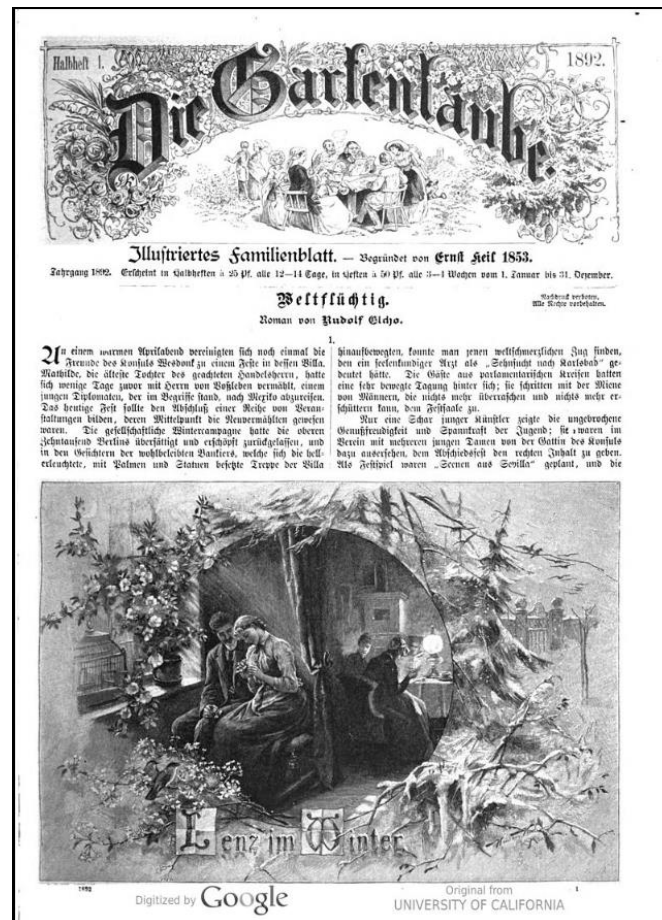 Halbheft 1.
1892.
Die Gartenlaube.
Illustriertes Familienblatt. — Begründet von Ernst Keil 1853.
Jahrgang 1892. Erscheint in Halbheften à 25 Pf. alle 12—14 Tage, in Heften à 50 Pf. alle 3—4 Wochen vom 1. Januar bis 31. Dezember.
Nachdruck verboten.
Alle Rechte vorbehalten.
Weltflüchtig.
Roman von Rudolf Elcho.
1.
An einem warmen Aprilabend vereinigten sich noch einmal die
Freunde des Konsuls Wesdonk zu einem Feste in dessen Villa.
Mathilde, die älteste Tochter des geachteten Handelsherrn, hatte
sich wenige Tage zuvor mit Herrn von Voßleben vermählt, einem
jungen Diplomaten, der im Begriffe stand, nach Mexiko abzureisen.
Das heutige Fest sollte den Abschluß einer Reihe von Veran-
staltungen bilden, deren Mittelpunkt die Neuvermählten gewesen
waren. Die gesellschaftliche Wintercampagne hatte die oberen
Zehntausend Berlins übersättigt und erschöpft zurückgelassen, und
in den Gesichtern der wohlbeleibten Bankiers, welche sich die hell-
erleuchtete, mit Palmen und Statuen besetzte Treppe der Villa
hinaufbewegten, konnte man jenen weltschmerzlichen Zug finden,
den ein seelenkundiger Arzt als „Sehnsucht nach Karlsbad“ ge-
deutet hätte. Die Gäste aus parlamentarischen Kreisen hatten
eine sehr bewegte Tagung hinter sich; sie schritten mit der Miene
von Männern, die nichts mehr überraschen und nichts mehr er-
schüttern kann, dem Festsaale zu.
Nur eine Schar junger Künstler zeigte die ungebrochene
Genußfreudigkeit und Spannkraft der Jugend; sie waren im
Verein mit mehreren jungen Damen von der Gattin des Konsuls
dazu ausersehen, dem Abschiedsfest den rechten Inhalt zu geben.
Als Festspiel waren „Scenen aus Sevilla“ geplant, und die
Lenz im Winter
1892
1
Digitized by Google
Original from
UNIVERSITY OF CALIFORNIA